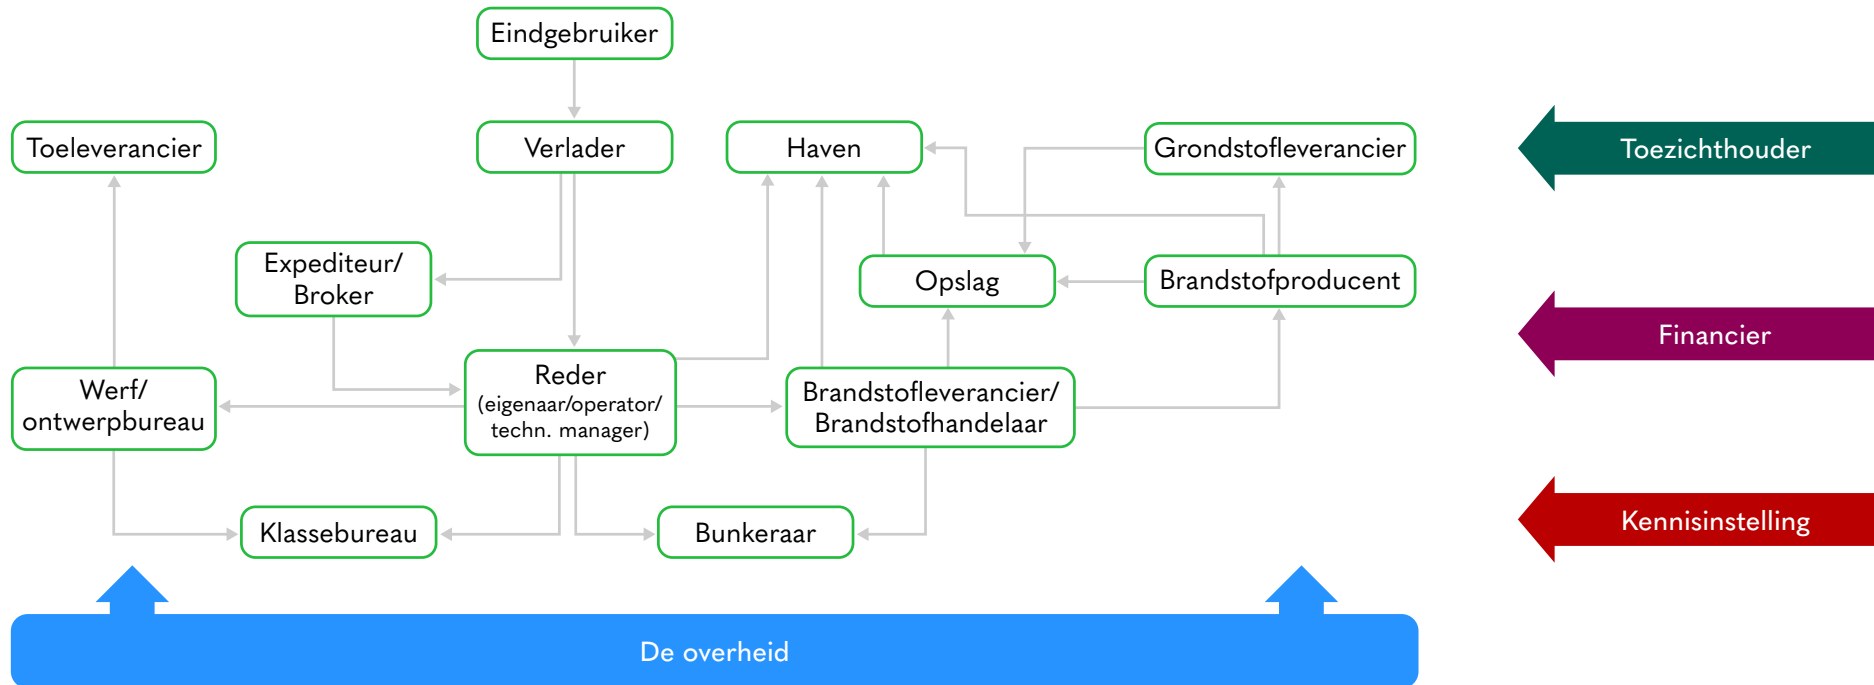 Eindgebruiker
Toeleverancier
Verlader
Haven
Grondstofleverancier
Toezichthouder
Expediteur/
Broker
Opslag
Brandstofproducent
Financier
Werf/
ontwerpbureau
Reder
(eigenaar/operator/
techn. manager)
Brandstofleverancier/
Brandstofhandelaar
Klassebureau
Bunkeraar
Kennisinstelling
De overheid